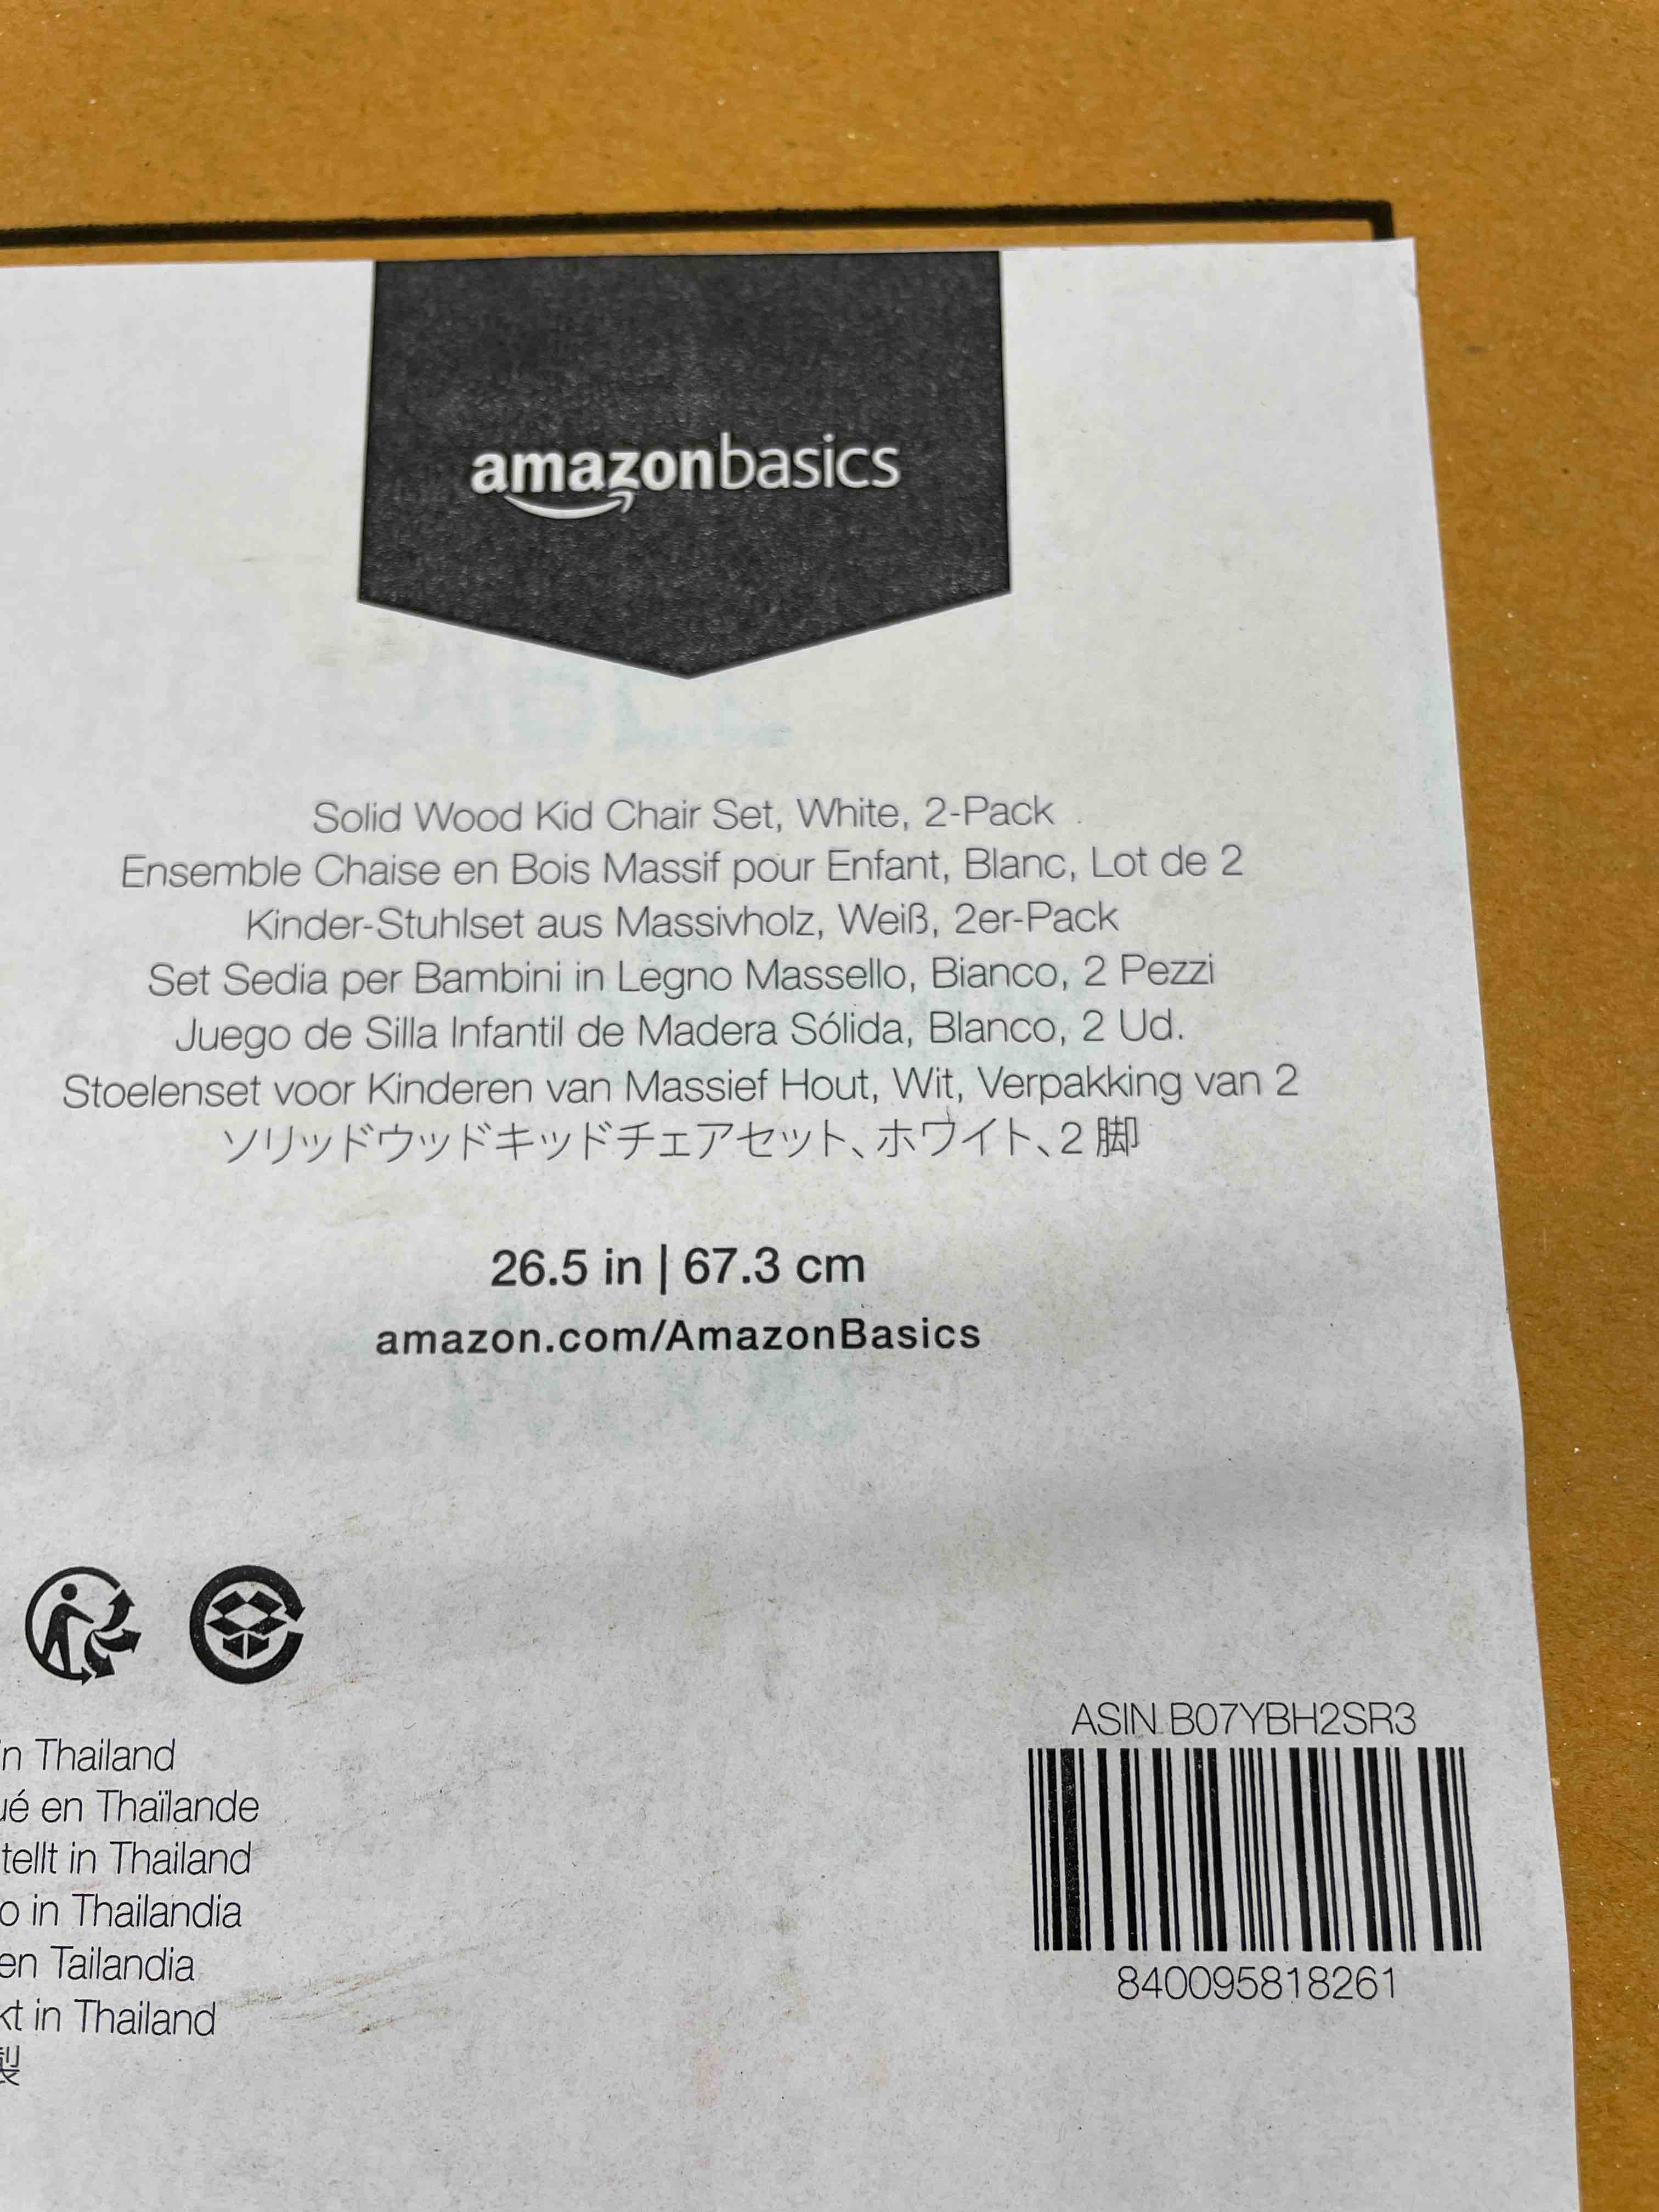 amazonbasics
Solid Wood Kid Chair Set, White, 2-Pack
Ensemble Chaise en Bois Massif pour Enfant, Blanc, Lot de 2
Kinder-Stuhlset aus Massivholz, Weiß, 2er-Pack
Set Sedia per Bambini in Legno Massello, Bianco, 2 Pezzi
Juego de Silla Infantil de Madera Sólida, Blanco, 2 Ud.
Stoelenset voor Kinderen van Massief Hout, Wit, Verpakking van 2
ソリッドウッドキッドチェアセット、ホワイト、2 脚
26.5 in | 67.3 cm
amazon.com/AmazonBasics
in Thailand
ué en Thaïlande
tellt in Thailand
o in Thailandia
en Tailandia
kt in Thailand
製
ASIN B07YBH2SR3
840095818261